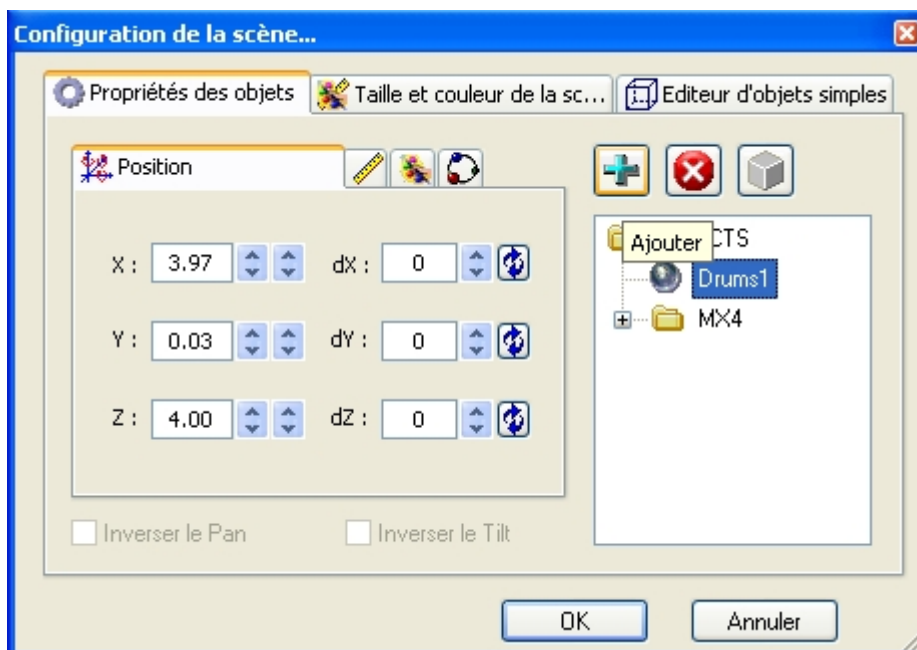 Configuration de la scène...
Propriétés des objets
Taille et couleur de la sc...
Editeur d'objets simples
Position
X : 3.97 dX : 0
Y : 0.03 dY : 0
Z : 4.00 dZ : 0
Inverser le Pan
Inverser le Tilt
Ajouter
CTS
Drums1
MX4
OK
Annuler